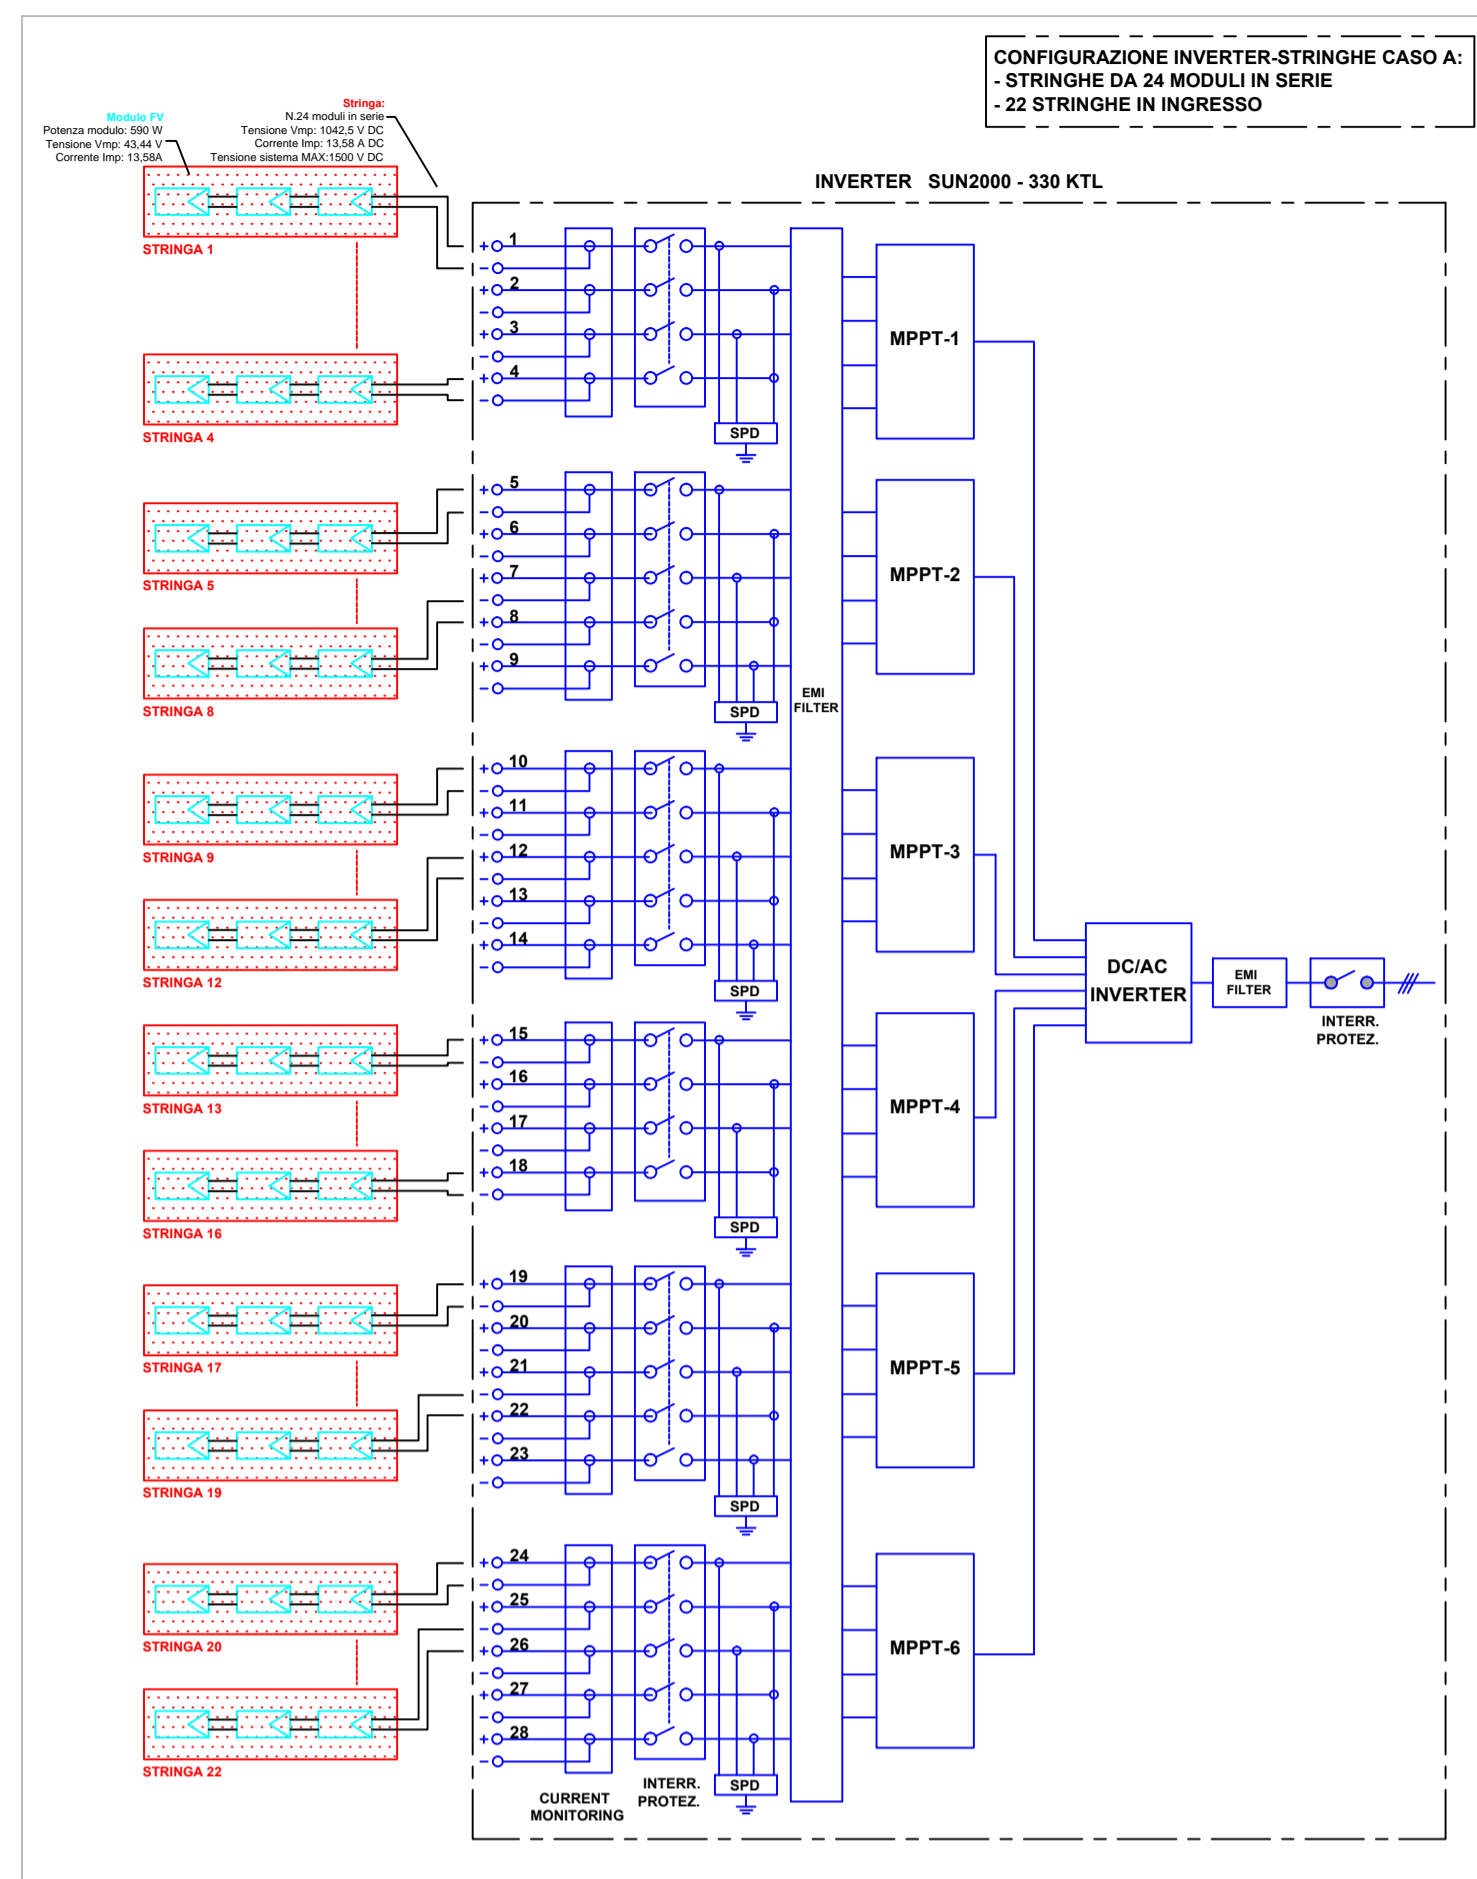 CONFIGURAZIONE INVERTER-STRINGHE CASO A:
- STRINGHE DA 24 MODULI IN SERIE
- 22 STRINGHE IN INGRESSO
Modulo FV
Potenza modulo: 590 W
Tensione Vmp: 43,44 V
Corrente Imp: 13,58A
Stringa:
N.24 moduli in serie
Tensione Vmp: 1042,5 V DC
Corrente Imp: 13,58 A DC
Tensione sistema MAX:1500 V DC
INVERTER SUN2000 - 330 KTL
STRINGA 1
STRINGA 4
STRINGA 5
STRINGA 8
STRINGA 9
STRINGA 12
STRINGA 13
STRINGA 16
STRINGA 17
STRINGA 19
STRINGA 20
STRINGA 22
+ 1
-
+ 2
-
+ 3
-
+ 4
-
SPD
+ 5
-
+ 6
-
+ 7
-
+ 8
-
+ 9
-
SPD
+ 10
-
+ 11
-
+ 12
-
+ 13
-
+ 14
-
SPD
+ 15
-
+ 16
-
+ 17
-
+ 18
-
SPD
+ 19
-
+ 20
-
+ 21
-
+ 22
-
+ 23
-
SPD
+ 24
-
+ 25
-
+ 26
-
+ 27
-
+ 28
-
SPD
CURRENT
MONITORING
INTERR.
PROTEZ.
EMI
FILTER
MPPT-1
MPPT-2
MPPT-3
MPPT-4
MPPT-5
MPPT-6
DC/AC
INVERTER
EMI
FILTER
INTERR.
PROTEZ.